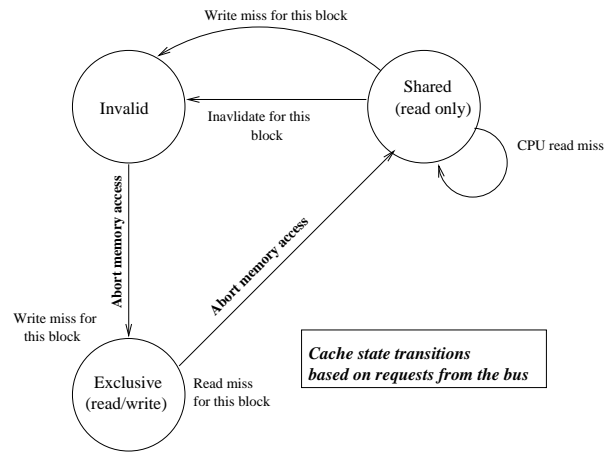 Write miss for this block
Invalid
Shared
(read only)
Inavlidate for this
block
CPU read miss
Abort memory access
Abort memory access
Write miss for
this block
Exclusive
(read/write)
Read miss
for this block
Cache state transitions
based on requests from the bus